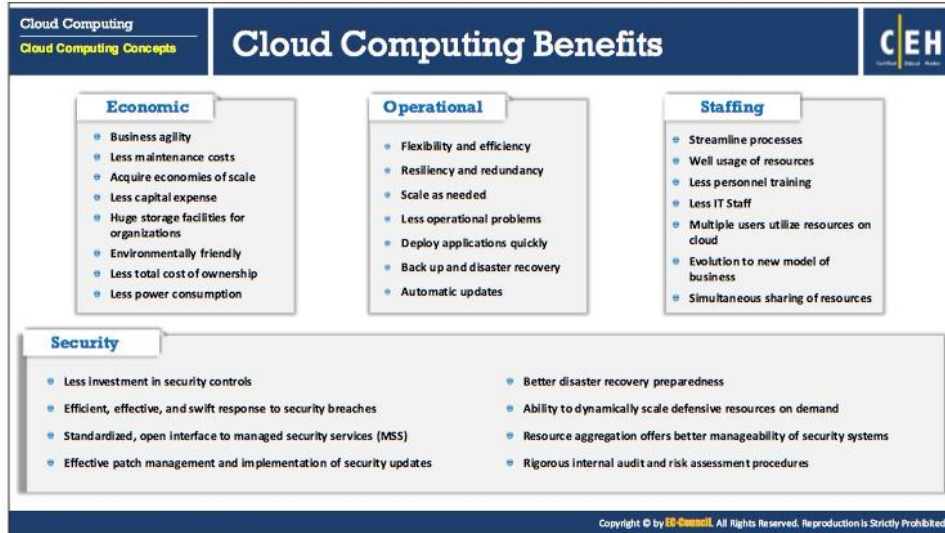 Cloud Computing
Cloud Computing Concepts
Cloud Computing Benefits
CEH
Certified Ethical Hacker
Economic
Business agility
Less maintenance costs
Acquire economies of scale
Less capital expense
Huge storage facilities for
organizations
Environmentally friendly
Less total cost of ownership
Less power consumption
Operational
Flexibility and efficiency
Resiliency and redundancy
Scale as needed
Less operational problems
Deploy applications quickly
Back up and disaster recovery
Automatic updates
Staffing
Streamline processes
Well usage of resources
Less personnel training
Less IT Staff
Multiple users utilize resources on
cloud
Evolution to new model of
business
Simultaneous sharing of resources
Security
Less investment in security controls
Efficient, effective, and swift response to security breaches
Standardized, open interface to managed security services (MSS)
Effective patch management and implementation of security updates
Better disaster recovery preparedness
Ability to dynamically scale defensive resources on demand
Resource aggregation offers better manageability of security systems
Rigorous internal audit and risk assessment procedures
Copyright © by EC-Council. All Rights Reserved. Reproduction is Strictly Prohibited